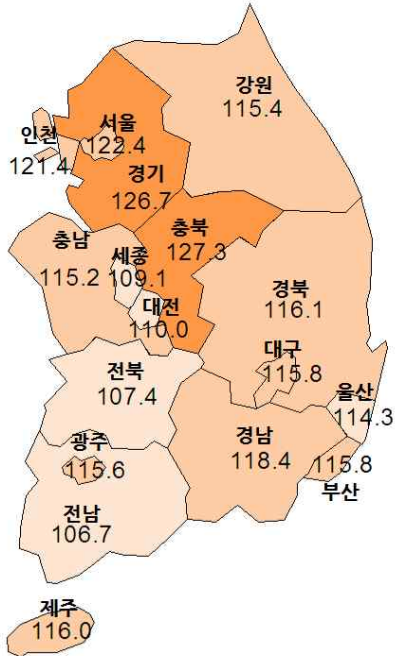 강원
115.4
서울
122.4
인천
121.4
경기
126.7
충북
127.3
충남
115.2
세종
109.1
대전
110.0
경북
116.1
대구
115.8
울산
114.3
전북
107.4
경남
118.4
광주
115.6
115.8
부산
전남
106.7
제주
116.0